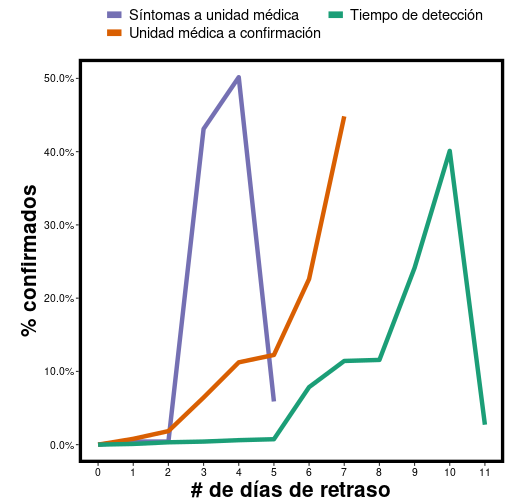 Síntomas a unidad médica
Tiempo de detección
Unidad médica a confirmación
50.0%
40.0%
30.0%
20.0%
10.0%
0.0%
% confirmados
0 1 2 3 4 5 6 7 8 9 10 11
# de días de retraso